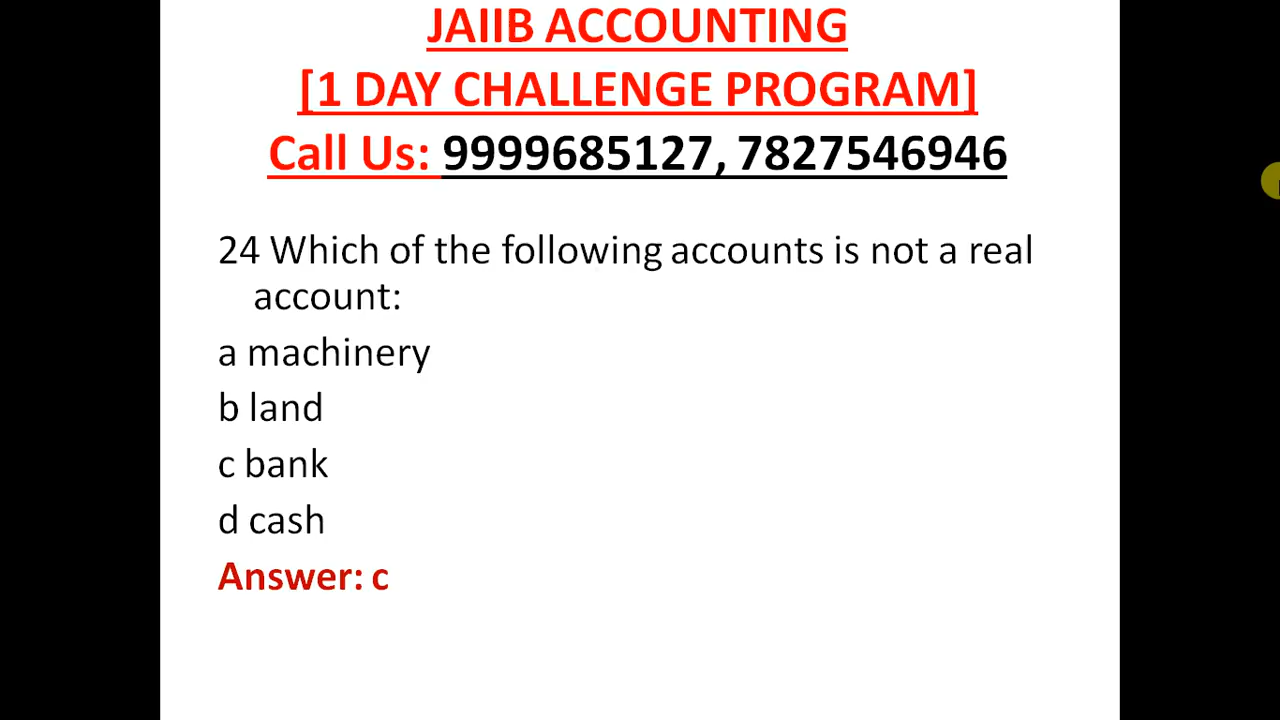 JAIIB ACCOUNTING
[1 DAY CHALLENGE PROGRAM]
Call Us: 9999685127, 7827546946
24 Which of the following accounts is not a real
account:
a machinery
b land
c bank
d cash
Answer: c